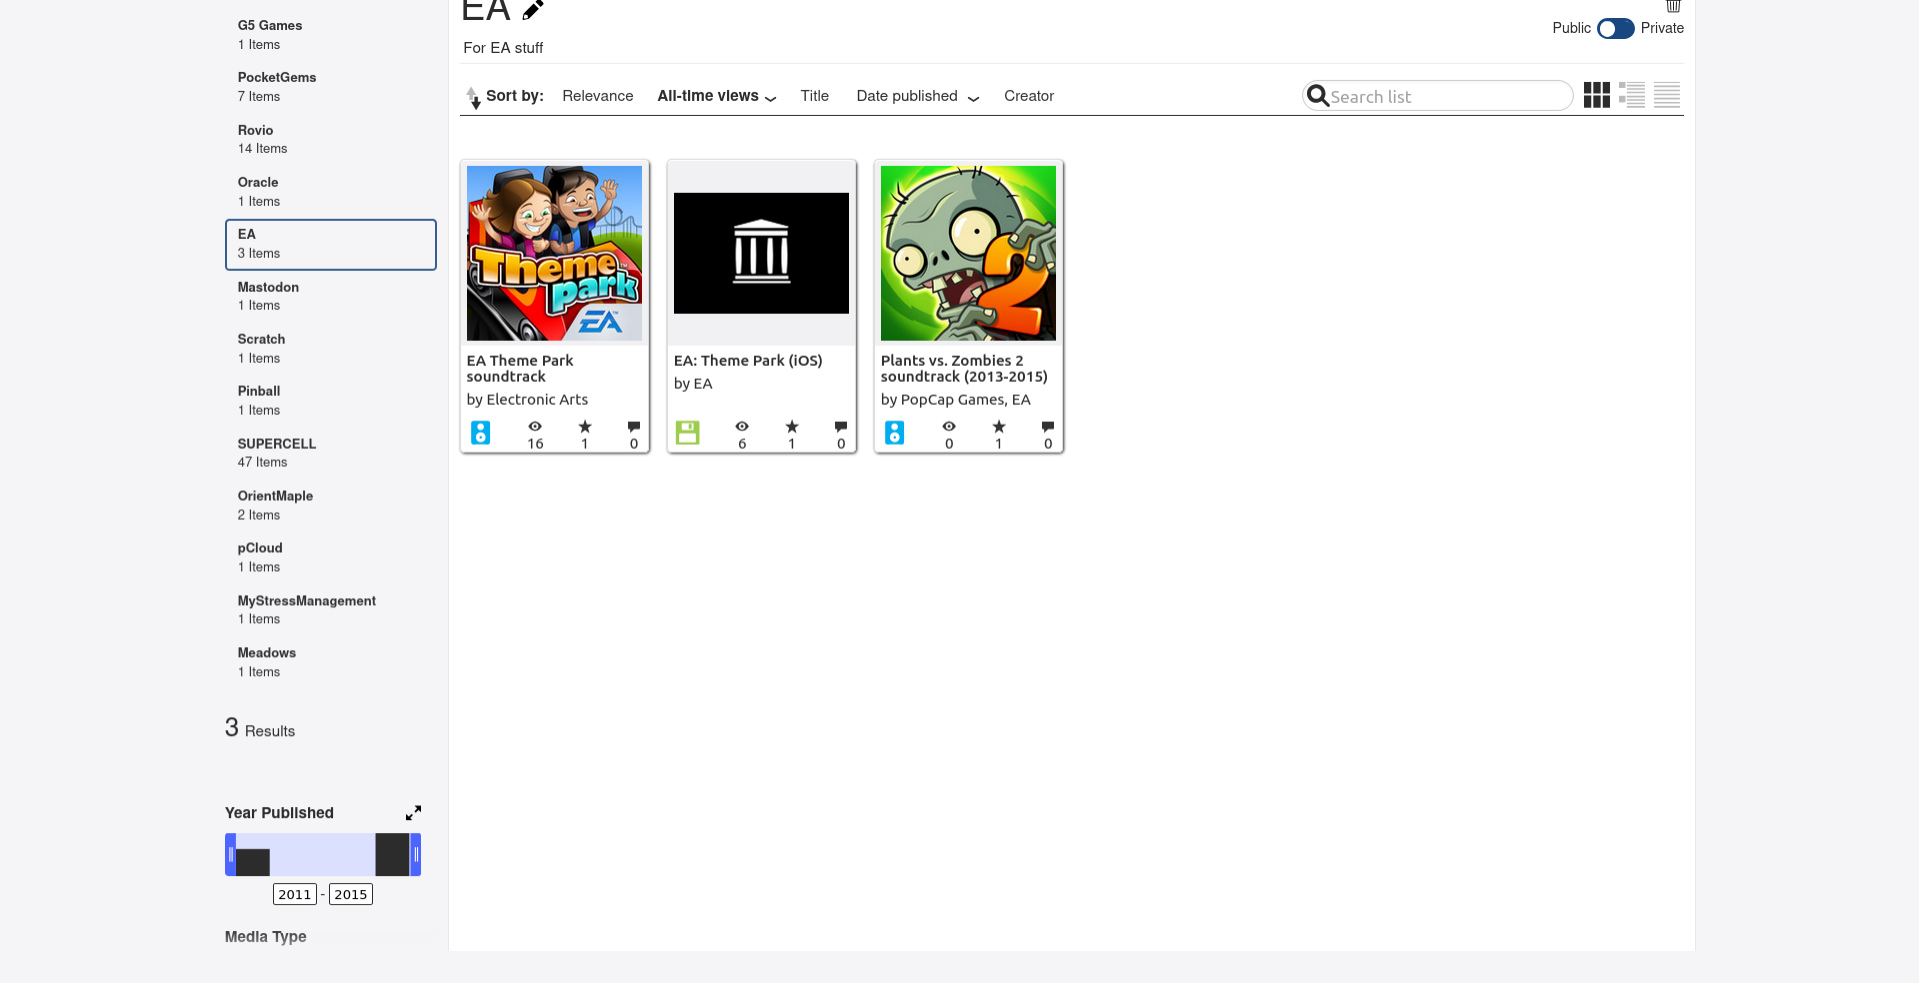 G5 Games
1 Items
PocketGems
7 Items
Rovio
14 Items
Oracle
1 Items
EA
3 Items
Mastodon
1 Items
Scratch
1 Items
Pinball
1 Items
SUPERCELL
47 Items
OrientMaple
2 Items
pCloud
1 Items
MyStressManagement
1 Items
Meadows
1 Items
3 Results
Year Published
2011 - 2015
Media Type
EA
For EA stuff
Public Private
Sort by: Relevance All-time views Title Date published Creator
Search list
Theme
park
EA
EA Theme Park
soundtrack
by Electronic Arts
16 1 0
EA: Theme Park (iOS)
by EA
6 1 0
2
Plants vs. Zombies 2
soundtrack (2013-2015)
by PopCap Games, EA
0 1 0